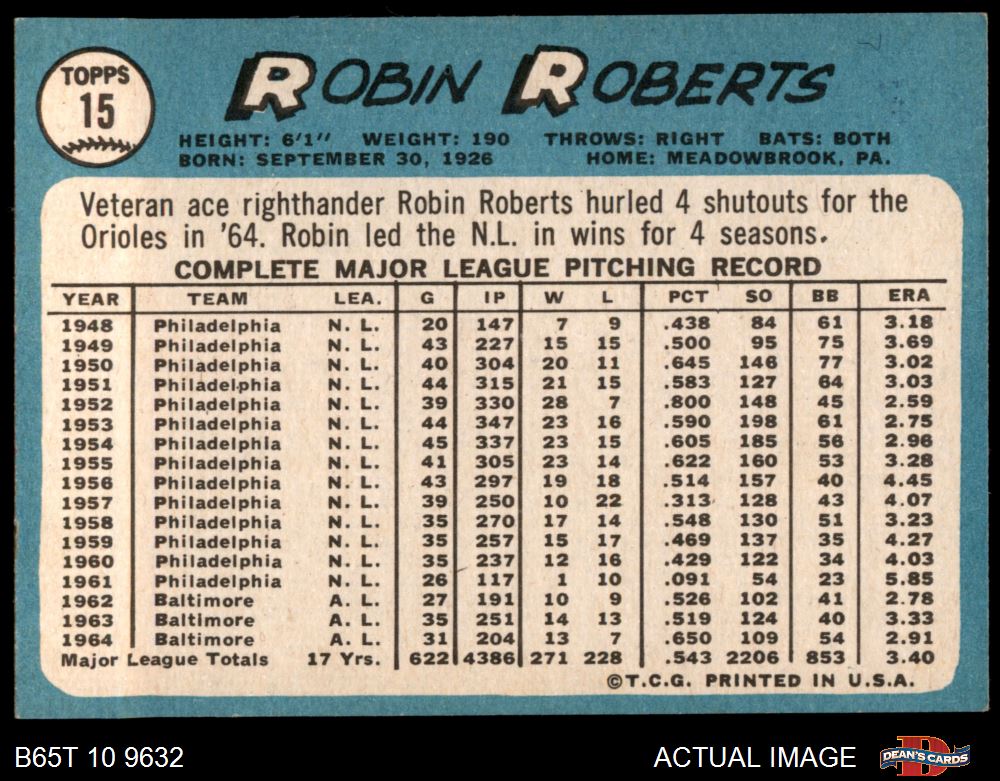 TOPPS
15
ROBIN ROBERTS
HEIGHT: 6'1" WEIGHT: 190 THROWS: RIGHT BATS: BOTH
BORN: SEPTEMBER 30, 1926 HOME: MEADOWBROOK, PA.
Veteran ace righthander Robin Roberts hurled 4 shutouts for the
Orioles in '64. Robin led the N.L. in wins for 4 seasons.
COMPLETE MAJOR LEAGUE PITCHING RECORD
YEAR TEAM LEA. G IP W L PCT SO BB ERA
1948 Philadelphia N. L. 20 147 7 9 .438 84 61 3.18
1949 Philadelphia N. L. 43 227 15 15 .500 95 75 3.69
1950 Philadelphia N. L. 40 304 20 11 .645 146 77 3.02
1951 Philadelphia N. L. 44 315 21 15 .583 127 64 3.03
1952 Philadelphia N. L. 39 330 28 7 .800 148 45 2.59
1953 Philadelphia N. L. 44 347 23 16 .590 198 61 2.75
1954 Philadelphia N. L. 45 337 23 15 .605 185 56 2.96
1955 Philadelphia N. L. 41 305 23 14 .622 160 53 3.28
1956 Philadelphia N. L. 43 297 19 18 .514 157 40 4.45
1957 Philadelphia N. L. 39 250 10 22 .313 128 43 4.07
1958 Philadelphia N. L. 35 270 17 14 .548 130 51 3.23
1959 Philadelphia N. L. 35 257 15 17 .469 137 35 4.27
1960 Philadelphia N. L. 35 237 12 16 .429 122 34 4.03
1961 Philadelphia N. L. 26 117 1 10 .091 54 23 5.85
1962 Baltimore A. L. 27 191 10 9 .526 102 41 2.78
1963 Baltimore A. L. 35 251 14 13 .519 124 40 3.33
1964 Baltimore A. L. 31 204 13 7 .650 109 54 2.91
Major League Totals 17 Yrs. 622 4386 271 228 .543 2206 853 3.40
©T.C.G. PRINTED IN U.S.A.
B65T 10 9632 ACTUAL IMAGE DEAN'S CARDS